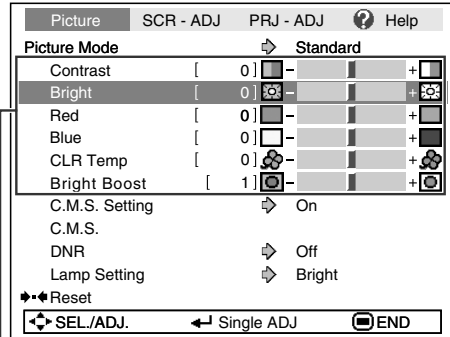 Picture SCR - ADJ PRJ - ADJ ? Help
Picture Mode Standard
Contrast [ 0] - +
Bright [ 0] - +
Red [ 0] - +
Blue [ 0] - +
CLR Temp [ 0] - +
Bright Boost [ 1] - +
C.M.S. Setting On
C.M.S.
DNR Off
Lamp Setting Bright
Reset
SEL./ADJ. Single ADJ END